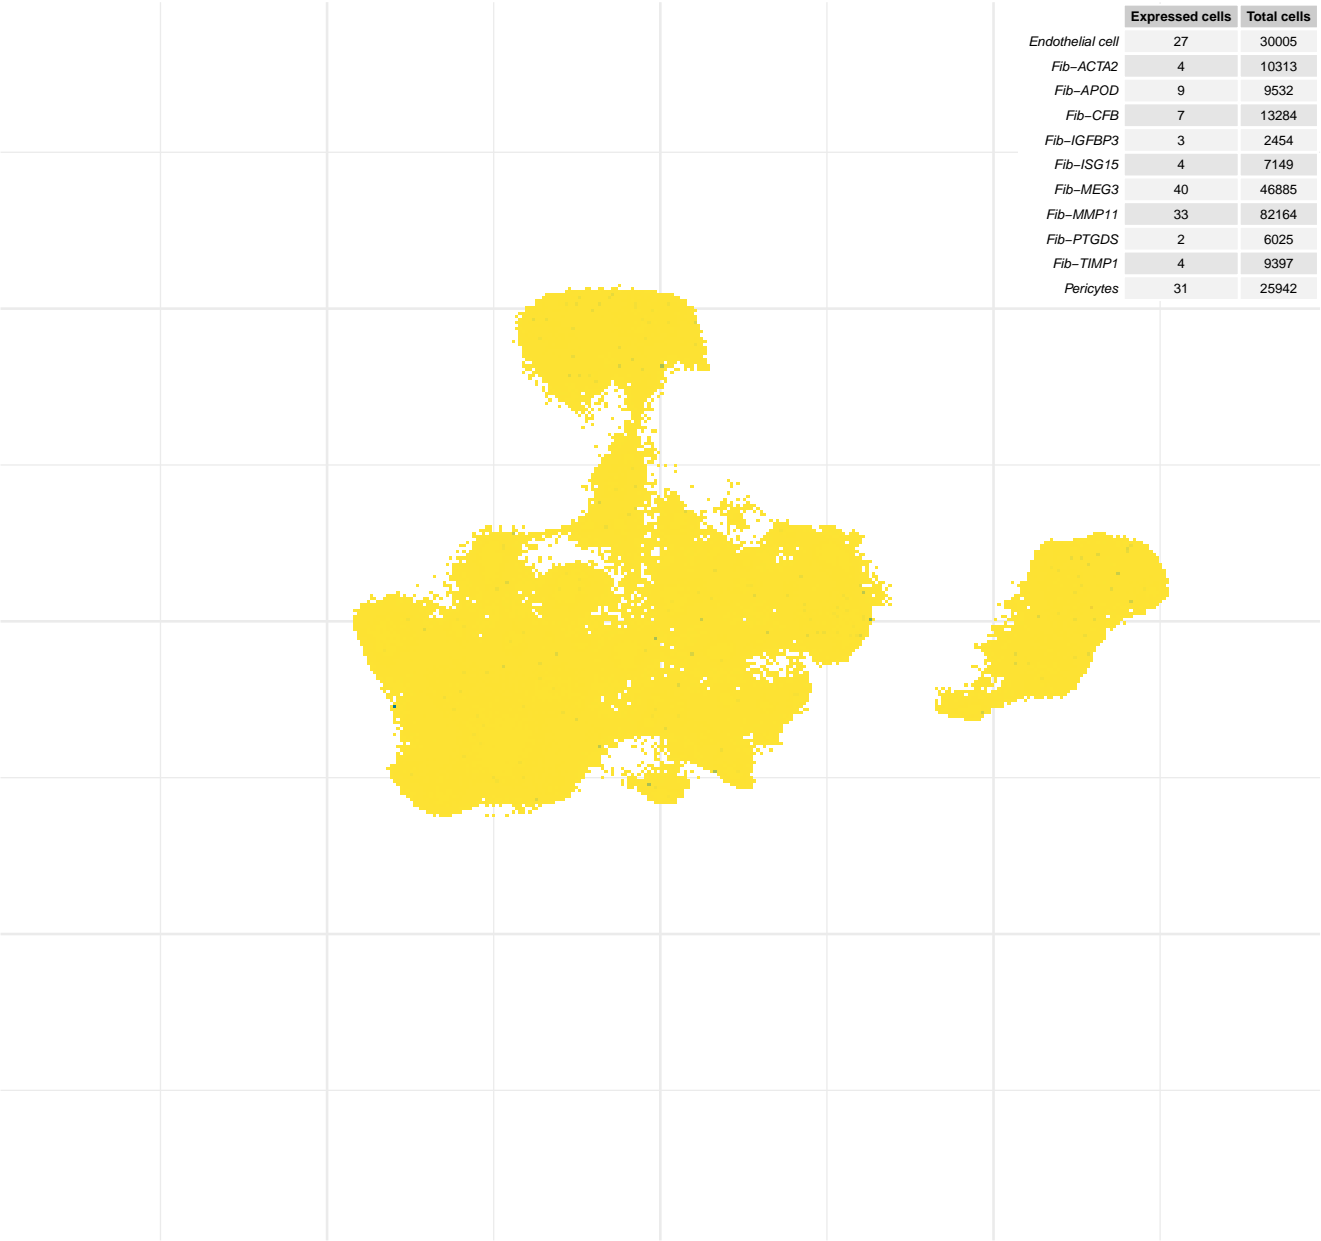 Expressed cells Total cells
Endothelial cell 27 30005
Fib−ACTA2 4 10313
Fib−APOD 9 9532
Fib−CFB 7 13284
Fib−IGFBP3 3 2454
Fib−ISG15 4 7149
Fib−MEG3 40 46885
Fib−MMP11 33 82164
Fib−PTGDS 2 6025
Fib−TIMP1 4 9397
Pericytes 31 25942